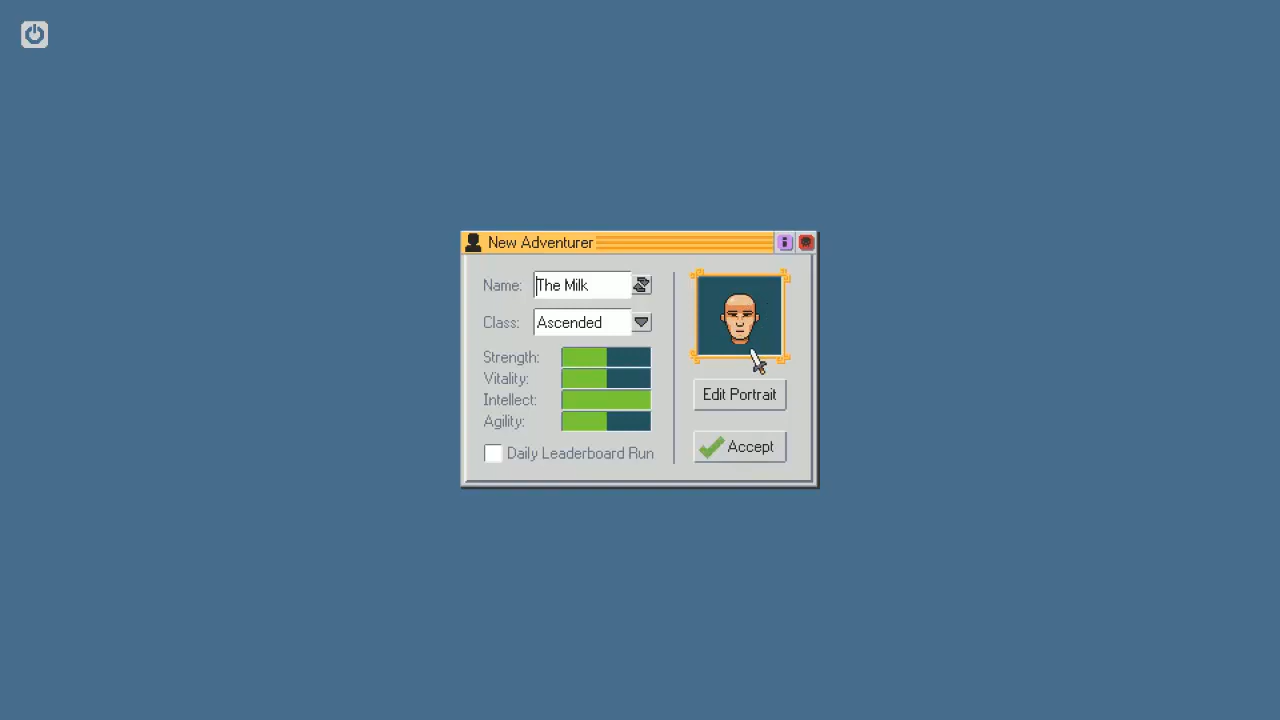 New Adventurer
Name: The Milk
Class: Ascended
Strength:
Vitality:
Intellect:
Agility:
Daily Leaderboard Run
Edit Portrait
Accept